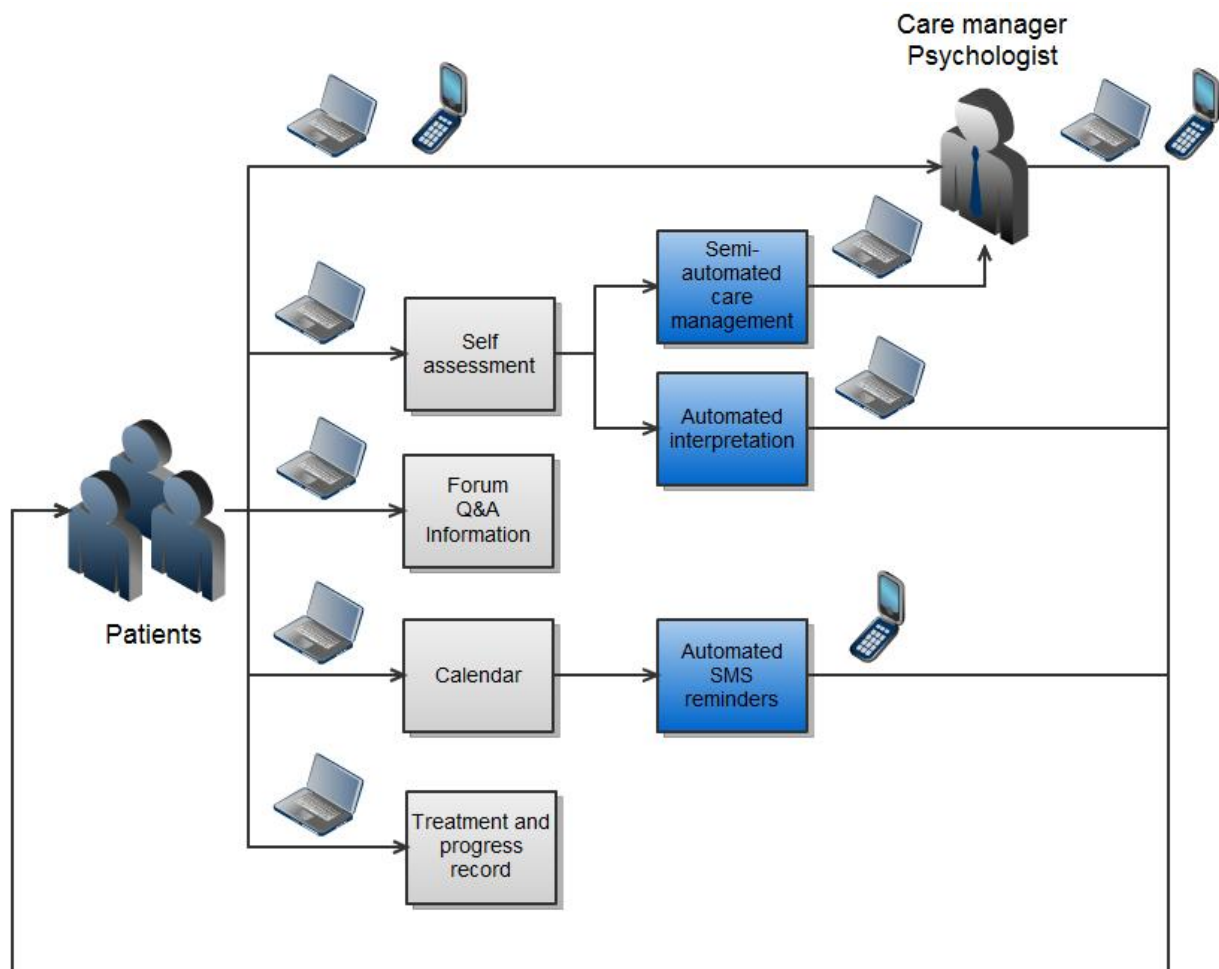 Care manager
Psychologist
Semi-
automated
care
management
Self
assessment
Automated
interpretation
Forum
Q&A
Information
Patients
Calendar
Automated
SMS
reminders
Treatment and
progress
record